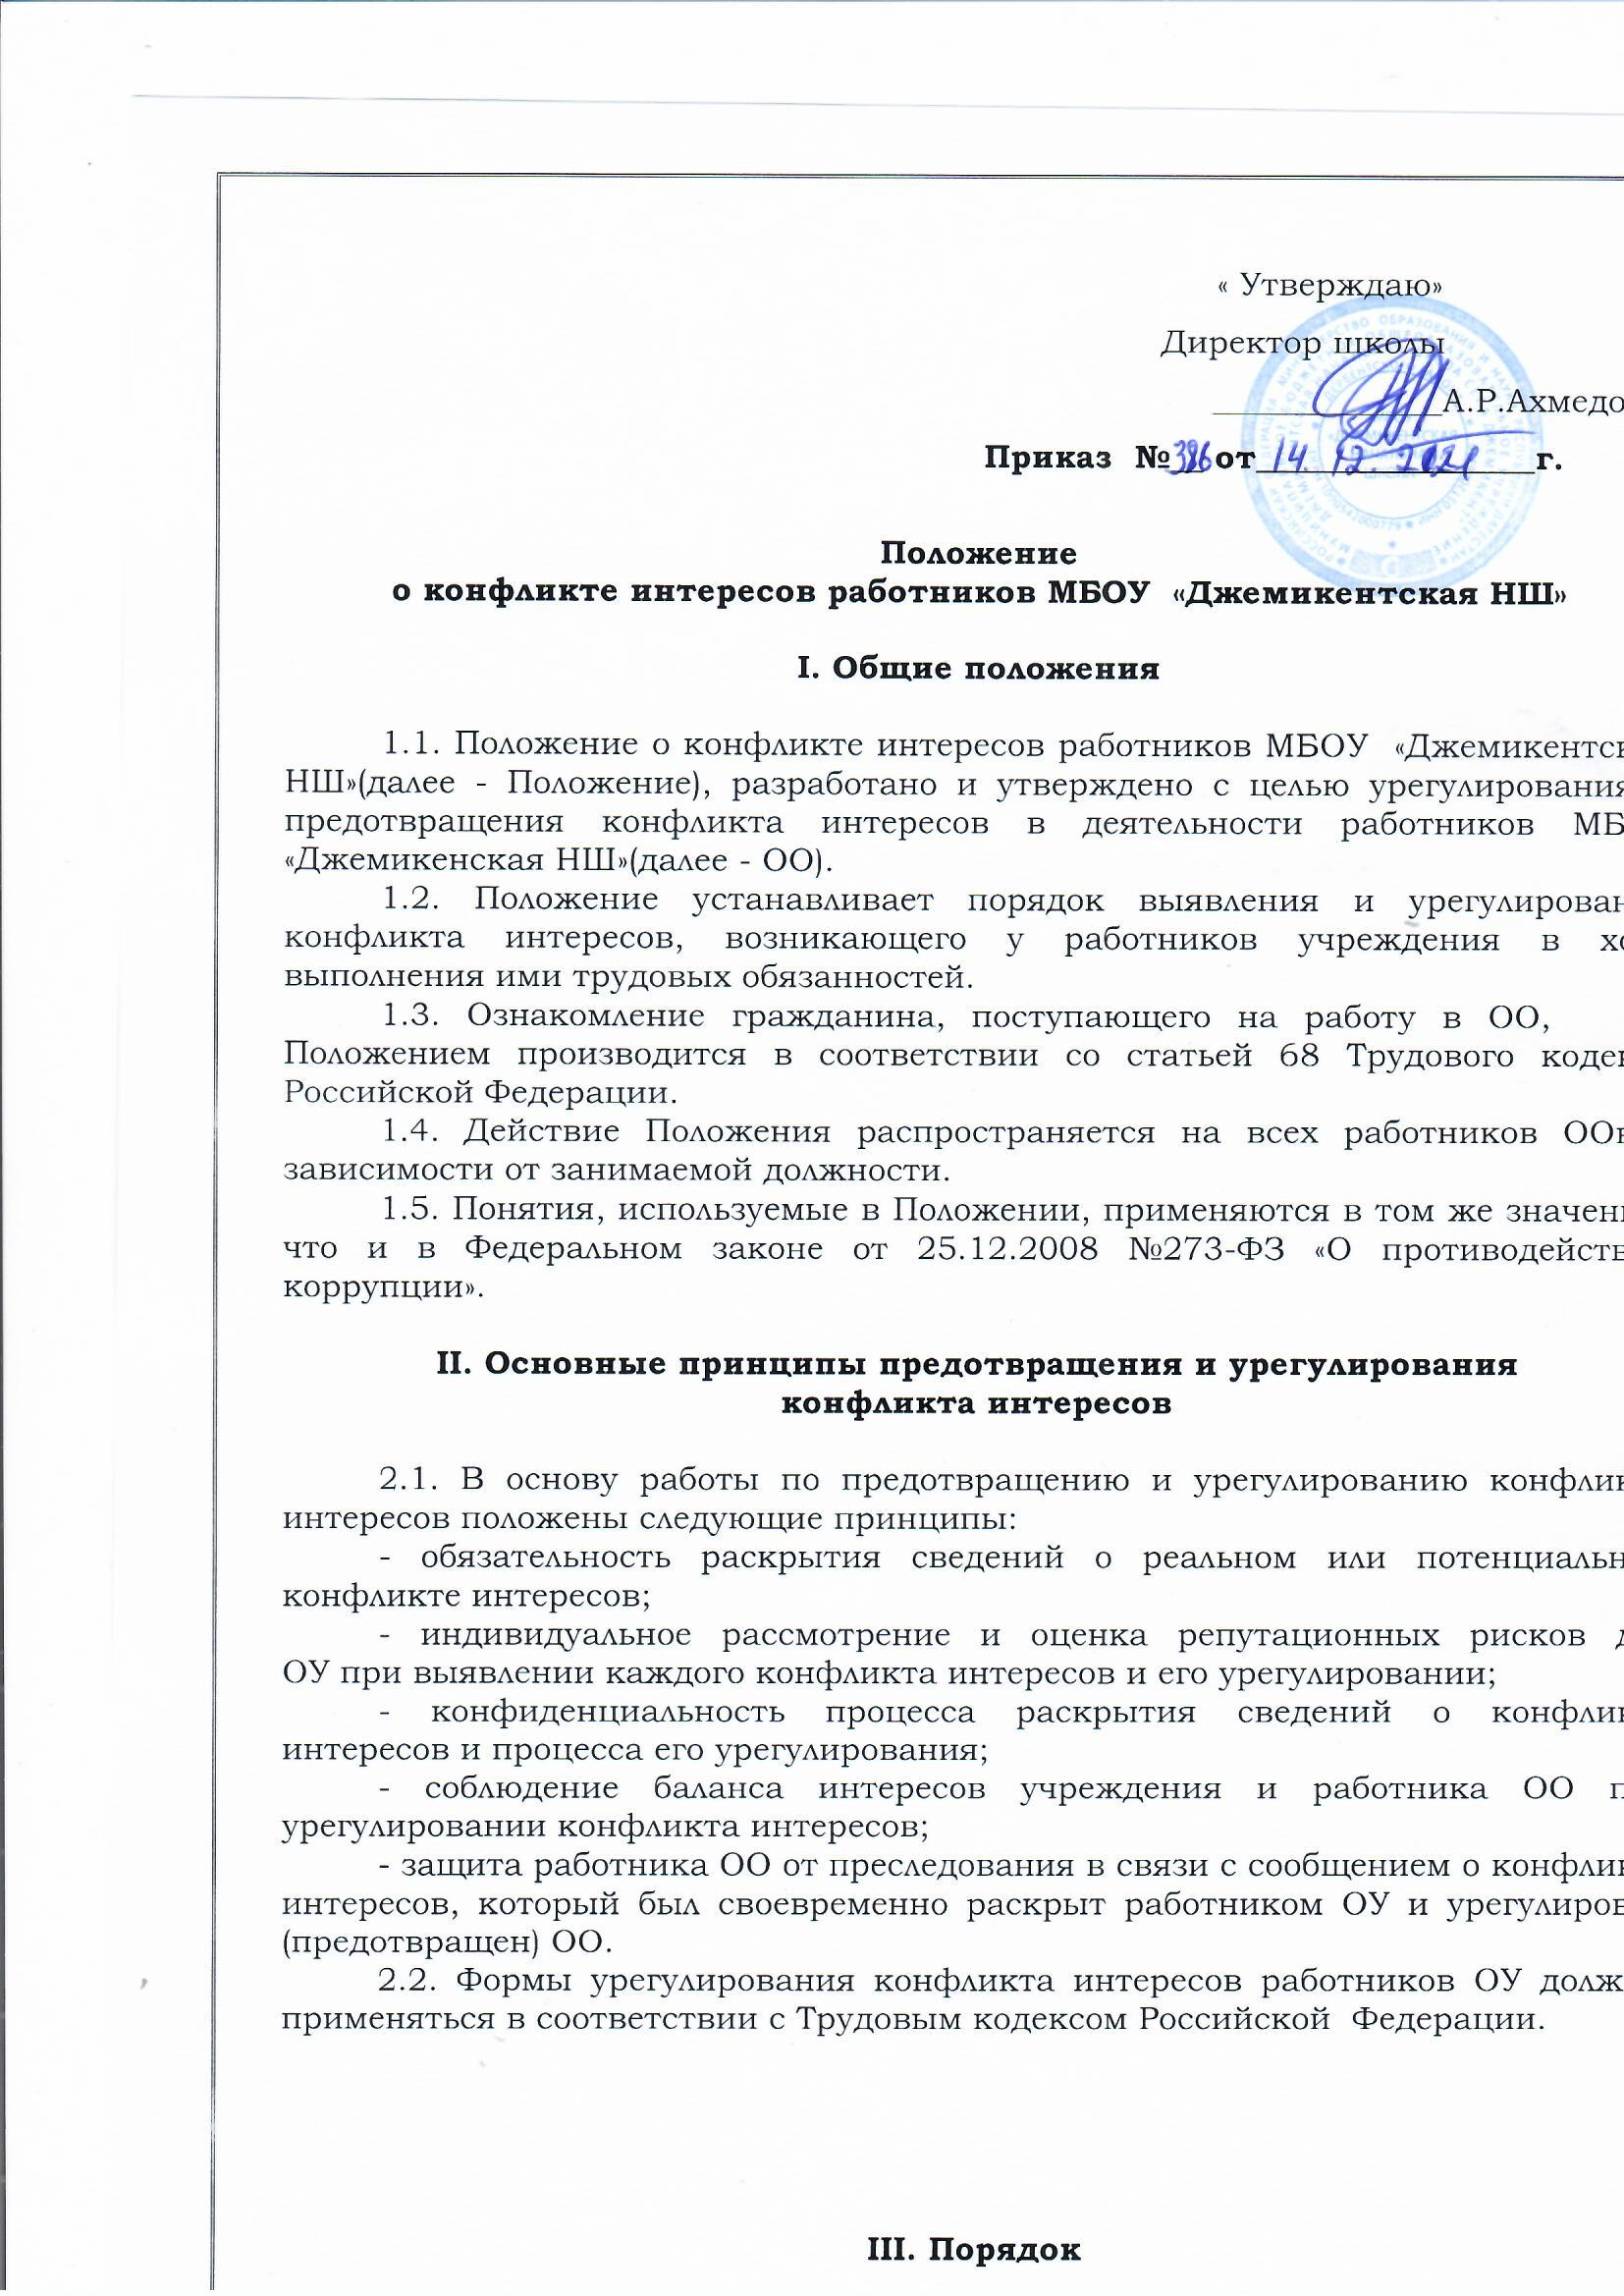 « Утверждаю»
Директор школы
А.Р.Ахмедо
Приказ № 386 от 14. 12. 2021 г.
Положение
о конфликте интересов работников МБОУ «Джемикентская НШ»
I. Общие положения
1.1. Положение о конфликте интересов работников МБОУ «Джемикентск
НШ»(далее - Положение), разработано и утверждено с целью урегулирования
предотвращения конфликта интересов в деятельности работников МБ
«Джемикенская НШ»(далее - ОО).
1.2. Положение устанавливает порядок выявления и урегулирован
конфликта интересов, возникающего у работников учреждения в хо
выполнения ими трудовых обязанностей.
1.3. Ознакомление гражданина, поступающего на работу в ОО,
Положением производится в соответствии со статьей 68 Трудового кодек
Российской Федерации.
1.4. Действие Положения распространяется на всех работников ООн
зависимости от занимаемой должности.
1.5. Понятия, используемые в Положении, применяются в том же значени
что и в Федеральном законе от 25.12.2008 №273-ФЗ «О противодейств
коррупции».
II. Основные принципы предотвращения и урегулирования
конфликта интересов
2.1. В основу работы по предотвращению и урегулированию конфлик
интересов положены следующие принципы:
- обязательность раскрытия сведений о реальном или потенциальн
конфликте интересов;
- индивидуальное рассмотрение и оценка репутационных рисков д
ОУ при выявлении каждого конфликта интересов и его урегулировании;
- конфиденциальность процесса раскрытия сведений о конфлик
интересов и процесса его урегулирования;
- соблюдение баланса интересов учреждения и работника ОО п
урегулировании конфликта интересов;
- защита работника ОО от преследования в связи с сообщением о конфлик
интересов, который был своевременно раскрыт работником ОУ и урегулиров
(предотвращен) ОО.
2.2. Формы урегулирования конфликта интересов работников ОУ долж
применяться в соответствии с Трудовым кодексом Российской Федерации.
III. Порядок